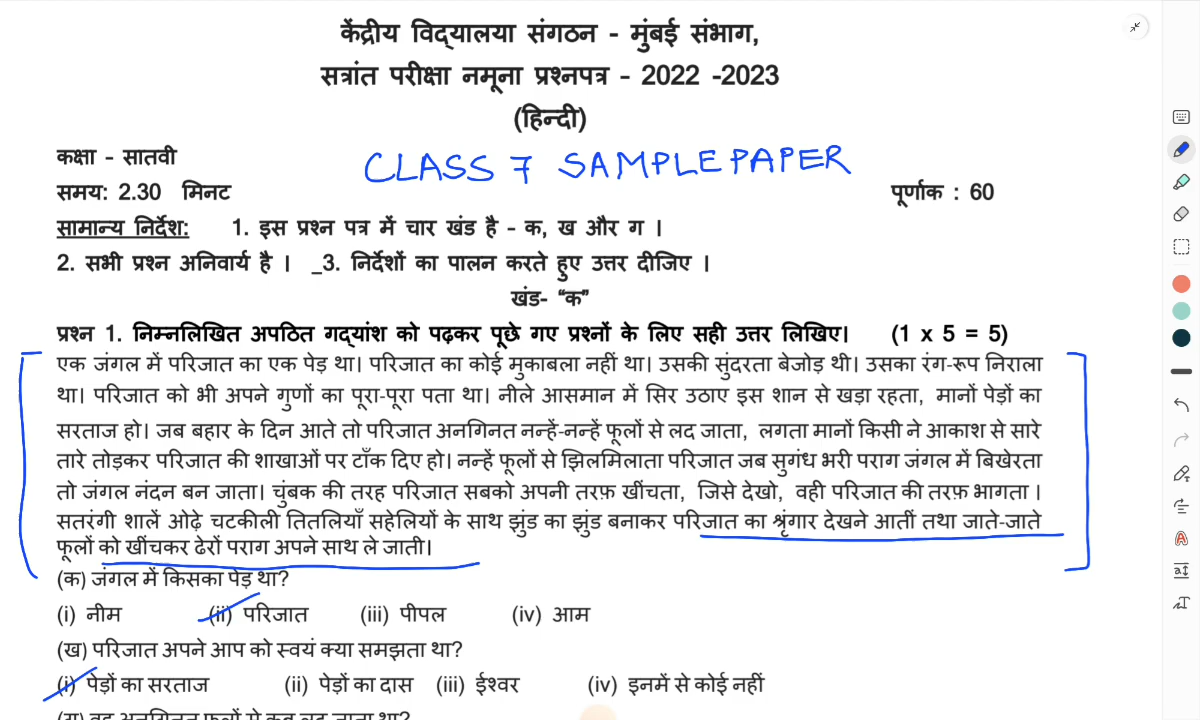 केंद्रीय विद्यालया संगठन - मुंबई संभाग,
सत्रांत परीक्षा नमूना प्रश्नपत्र - 2022 -2023
(हिन्दी)
कक्षा - सातवी
CLASS 7 SAMPLE PAPER
समय: 2.30 मिनट पूर्णाक : 60
सामान्य निर्देश: 1. इस प्रश्न पत्र में चार खंड है - क, ख और ग ।
2. सभी प्रश्न अनिवार्य है । _3. निर्देशों का पालन करते हुए उत्तर दीजिए ।
खंड- “क”
प्रश्न 1. निम्नलिखित अपठित गद्यांश को पढ़कर पूछे गए प्रश्नों के लिए सही उत्तर लिखिए। (1 x 5 = 5)
एक जंगल में परिजात का एक पेड़ था। परिजात का कोई मुकाबला नहीं था। उसकी सुंदरता बेजोड़ थी। उसका रंग-रूप निराला
था। परिजात को भी अपने गुणों का पूरा-पूरा पता था। नीले आसमान में सिर उठाए इस शान से खड़ा रहता, मानों पेड़ों का
सरताज हो। जब बहार के दिन आते तो परिजात अनगिनत नन्हें-नन्हें फूलों से लद जाता, लगता मानों किसी ने आकाश से सारे
तारे तोड़कर परिजात की शाखाओं पर टाँक दिए हो। नन्हें फूलों से झिलमिलाता परिजात जब सुगंध भरी पराग जंगल में बिखेरता
तो जंगल नंदन बन जाता। चुंबक की तरह परिजात सबको अपनी तरफ़ खींचता, जिसे देखो, वही परिजात की तरफ़ भागता ।
सतरंगी शालें ओढ़े चटकीली तितलियाँ सहेलियों के साथ झुंड का झुंड बनाकर परिजात का श्रृंगार देखने आतीं तथा जाते-जाते
फूलों को खींचकर ढेरों पराग अपने साथ ले जाती।
(क) जंगल में किसका पेड़ था?
(i) नीम (ii) परिजात (iii) पीपल (iv) आम
(ख) परिजात अपने आप को स्वयं क्या समझता था?
(i) पेड़ों का सरताज (ii) पेड़ों का दास (iii) ईश्वर (iv) इनमें से कोई नहीं
(ग) वह अनगिनत फूलों से कब लद जाता था?